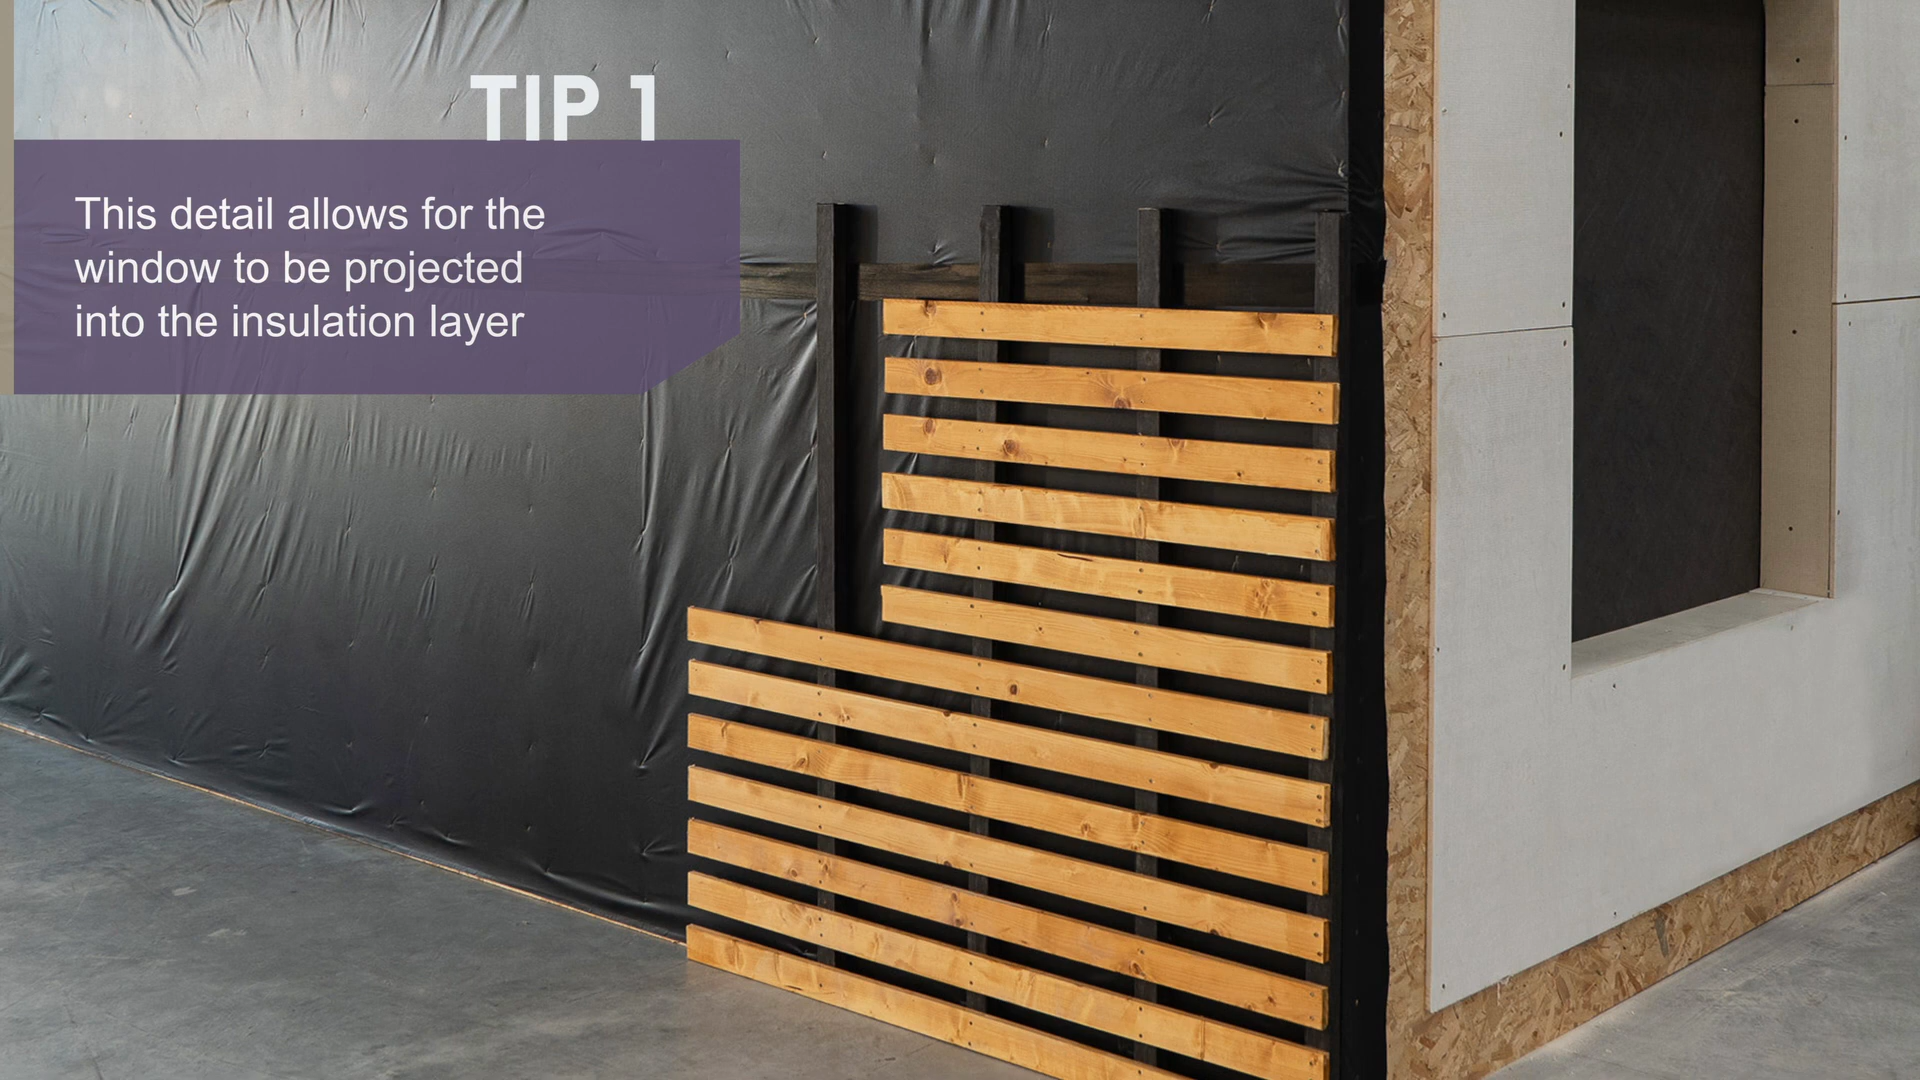 TIP 1
This detail allows for the
window to be projected
into the insulation layer